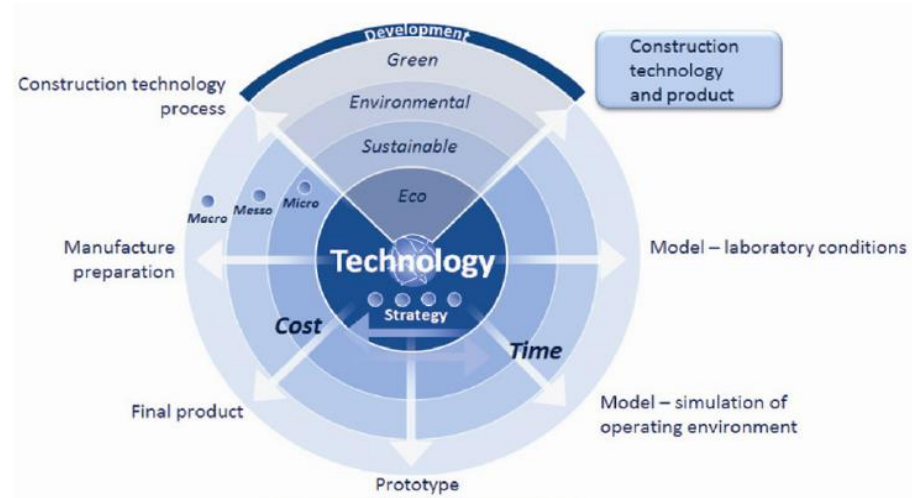 Development
Green
Environmental
Sustainable
Eco
Construction technology
process
Construction
technology
and product
Macro
Messo
Micro
Manufacture
preparation
Technology
Strategy
Model – laboratory conditions
Cost
Time
Final product
Model – simulation of
operating environment
Prototype